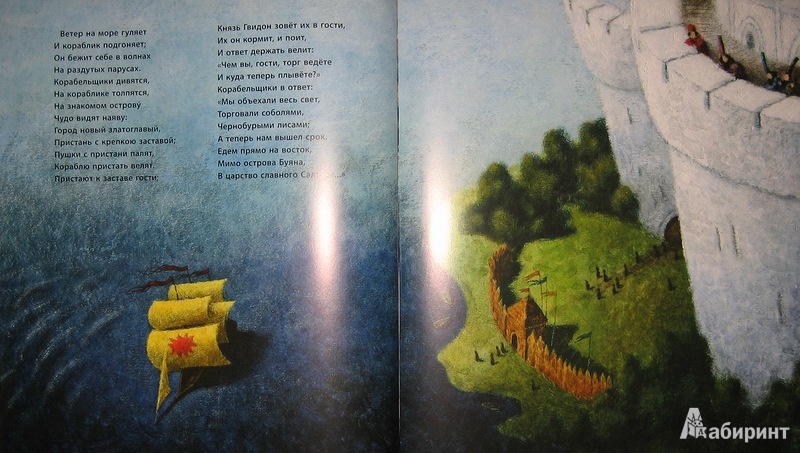 Ветер на море гуляет
И кораблик подгоняет;
Он бежит себе в волнах
На раздутых парусах.
Корабельщики дивятся,
На кораблике толпятся,
На знакомом острову
Чудо видят наяву:
Город новый златоглавый,
Пристань с крепкою заставой;
Пушки с пристани палят,
Кораблю пристать велят.
Пристают к заставе гости;
Князь Гвидон зовёт их в гости,
Их он кормит, и поит,
И ответ держать велит:
«Чем вы, гости, торг ведёте
И куда теперь плывёте?»
Корабельщики в ответ:
«Мы объехали весь свет,
Торговали соболями,
Чернобурыми лисами;
А теперь нам вышел срок,
Едем прямо на восток,
Мимо острова Буяна,
В царство славного
Лабиринт